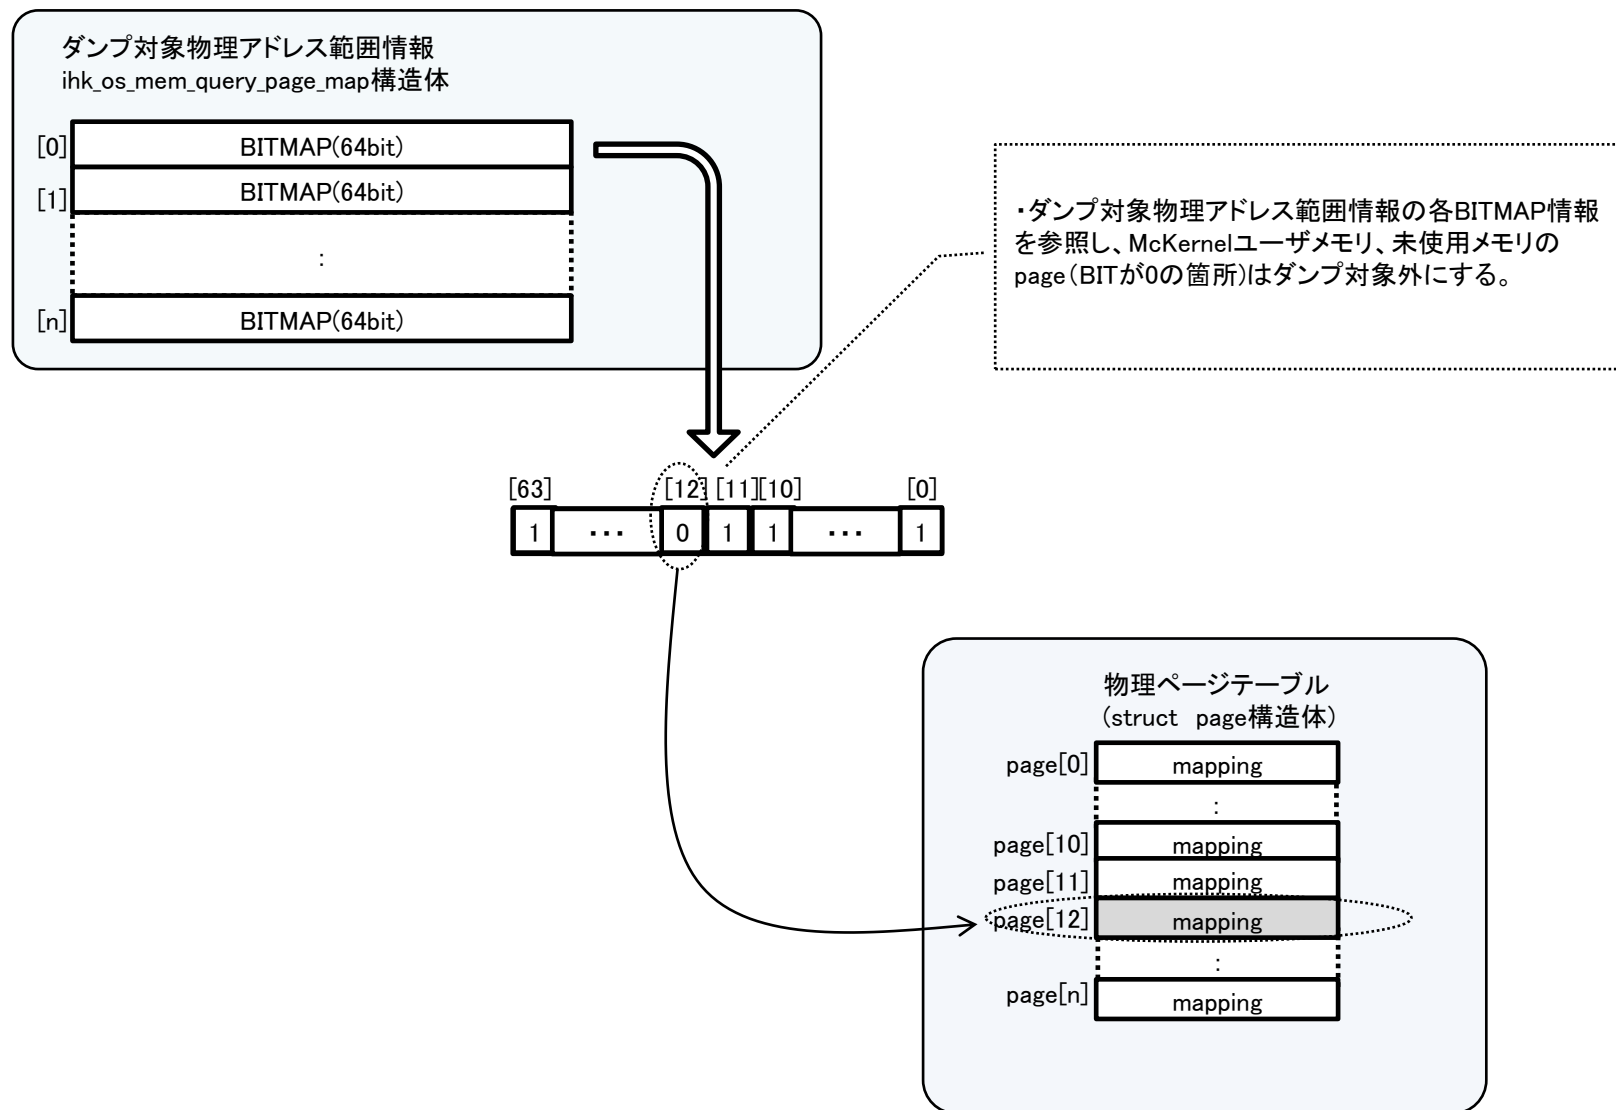 ダンプ対象物理アドレス範囲情報
ihk_os_mem_query_page_map構造体
[0] BITMAP(64bit)
[1] BITMAP(64bit)
:
[n] BITMAP(64bit)
・ダンプ対象物理アドレス範囲情報の各BITMAP情報
を参照し、McKernelユーザメモリ、未使用メモリの
page（BITが0の箇所）はダンプ対象外にする。
[63] [12] [11] [10] [0]
1 ･･･ 0 1 1 ･･･ 1
物理ページテーブル
（struct page構造体）
page[0] mapping
:
page[10] mapping
page[11] mapping
page[12] mapping
:
page[n] mapping